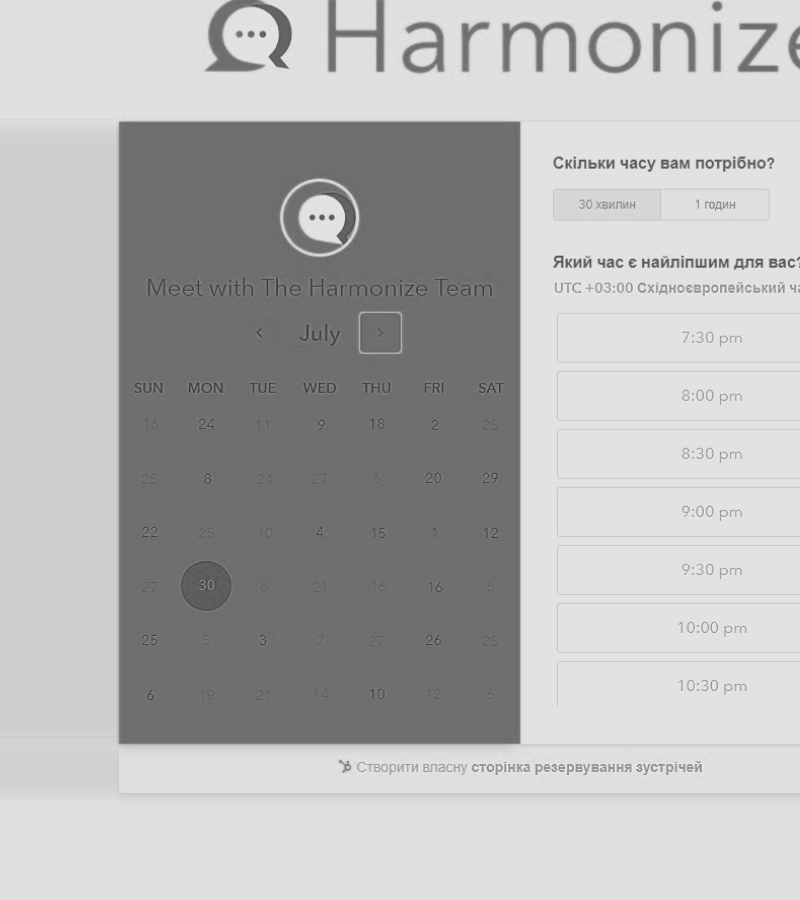 Harmonize
Скільки часу вам потрібно?
30 хвилин 1 годин
Meet with The Harmonize Team
Який час є найліпшим для вас?
UTC +03:00 Східноєвропейський ча
July
7:30 pm
SUN MON TUE WED THU FRI SAT
8:00 pm
16 24 11 9 18 2 25
8:30 pm
25 8 24 27 6 20 29
9:00 pm
22 25 10 4 15 1 12
9:30 pm
27 30 8 21 16 16 6
10:00 pm
25 5 3 7 27 26 25
10:30 pm
6 19 21 14 10 12 6
Створити власну сторінка резервування зустрічей